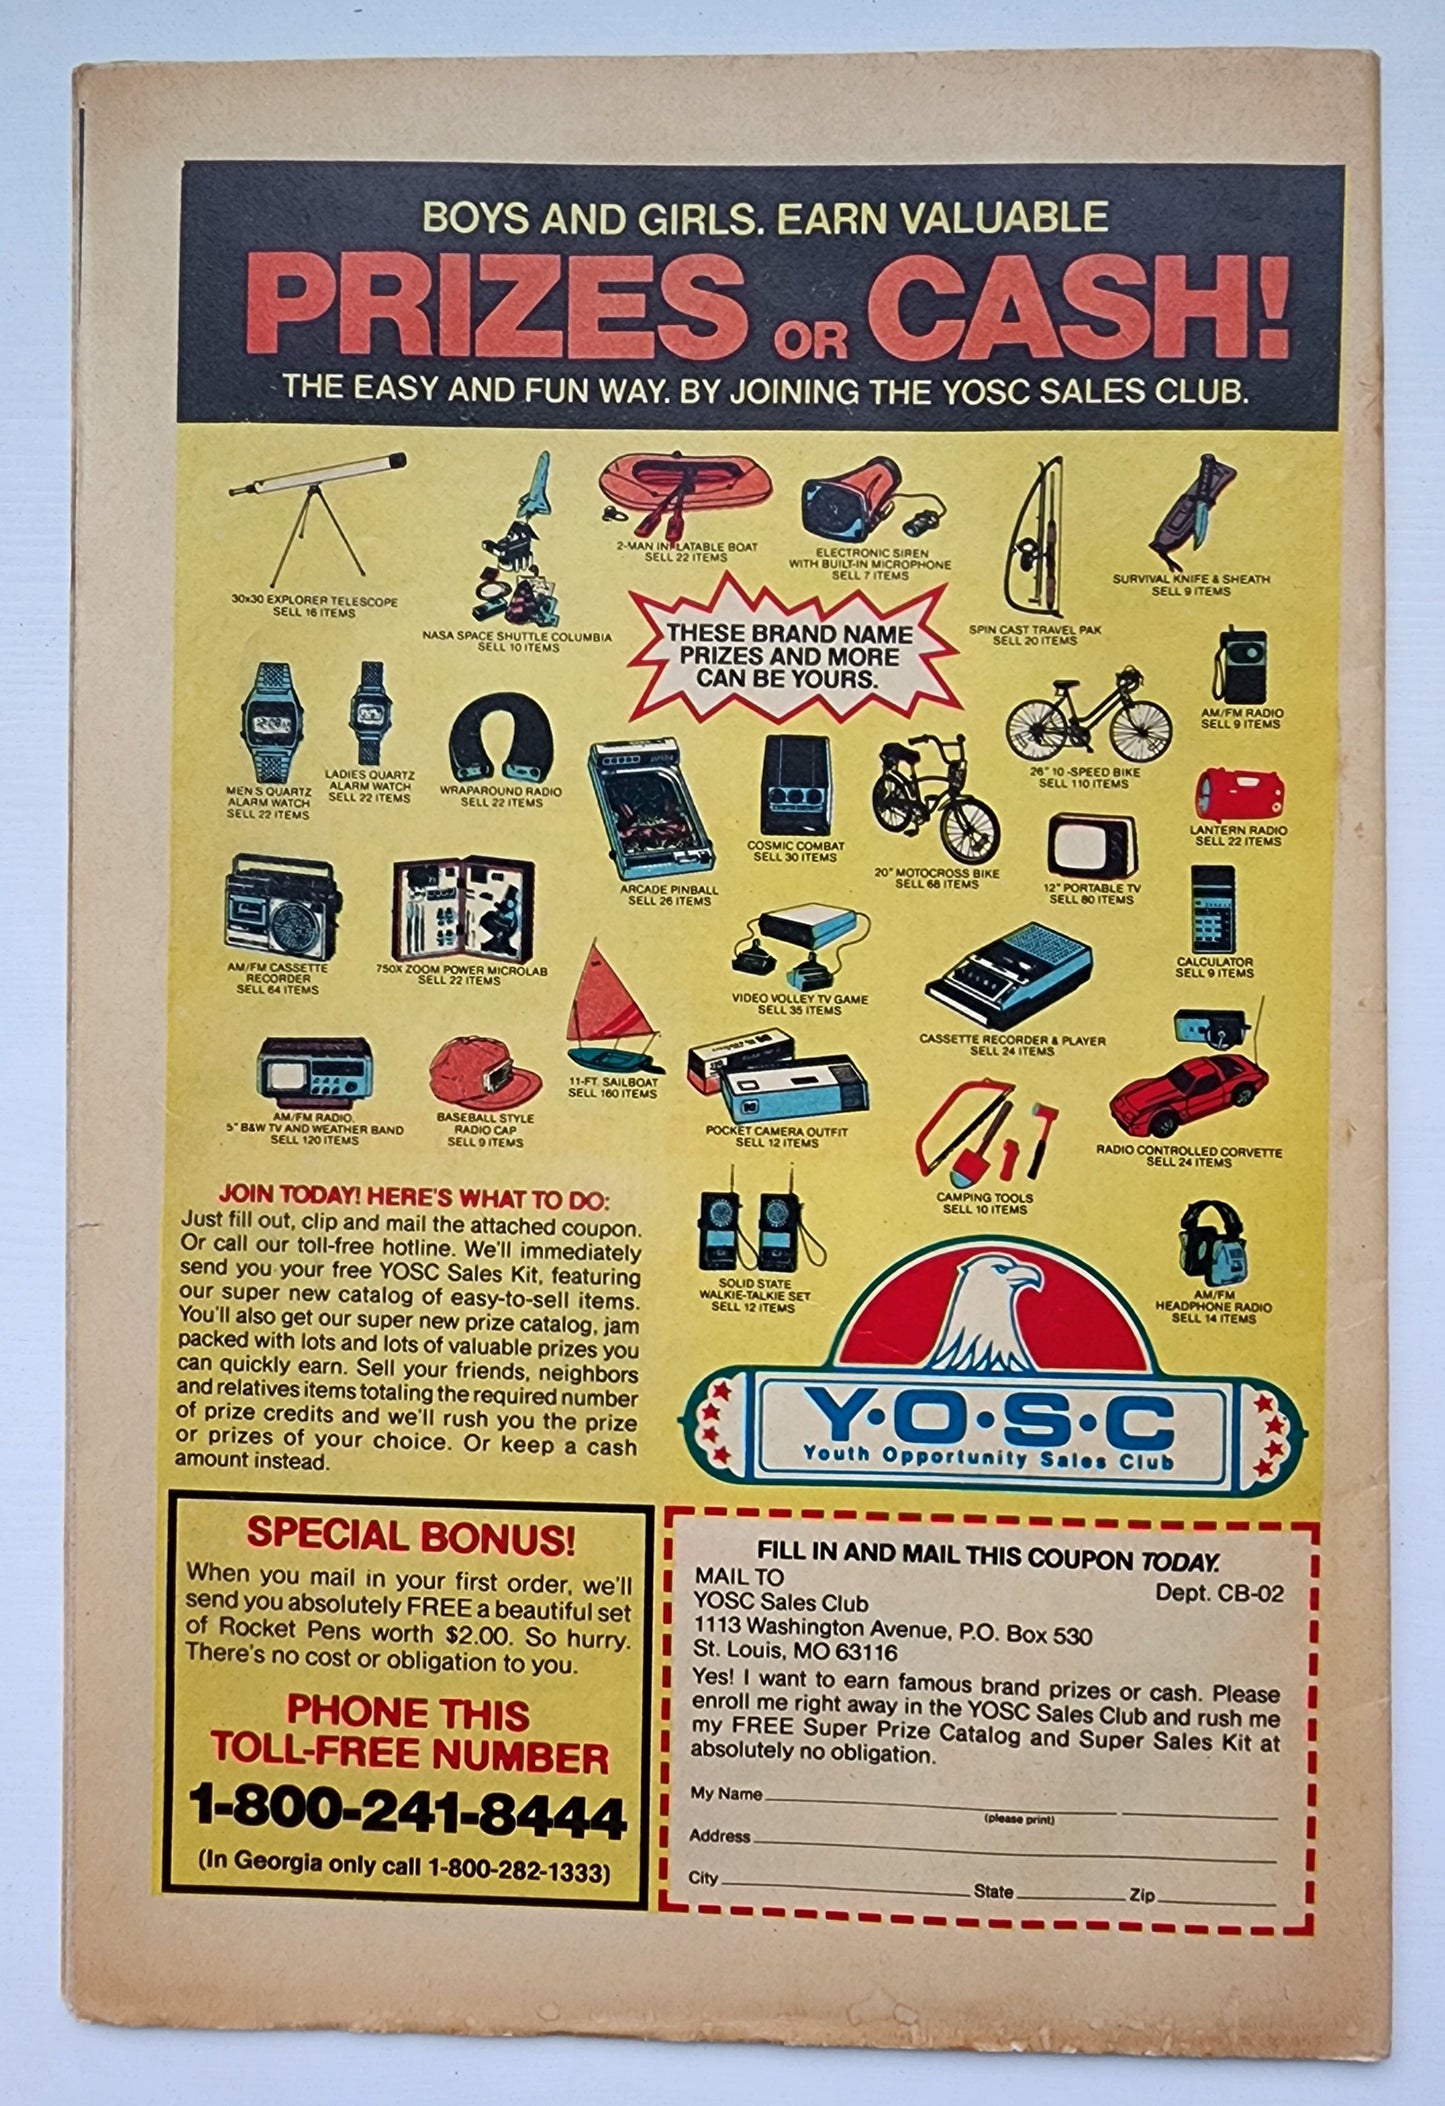 BOYS AND GIRLS. EARN VALUABLE
PRIZES OR CASH!
THE EASY AND FUN WAY. BY JOINING THE YOSC SALES CLUB.
30x30 EXPLORER TELESCOPE
SELL 16 ITEMS
NASA SPACE SHUTTLE COLUMBIA
SELL 10 ITEMS
2-MAN INFLATABLE BOAT
SELL 22 ITEMS
ELECTRONIC SIREN
WITH BUILT-IN MICROPHONE
SELL 7 ITEMS
SPIN CAST TRAVEL PAK
SELL 20 ITEMS
SURVIVAL KNIFE & SHEATH
SELL 9 ITEMS
THESE BRAND NAME
PRIZES AND MORE
CAN BE YOURS.
AM/FM RADIO
SELL 9 ITEMS
MEN'S QUARTZ
ALARM WATCH
SELL 22 ITEMS
LADIES QUARTZ
ALARM WATCH
SELL 22 ITEMS
WRAPAROUND RADIO
SELL 22 ITEMS
ARCADE PINBALL
SELL 26 ITEMS
COSMIC COMBAT
SELL 30 ITEMS
20" MOTOCROSS BIKE
SELL 68 ITEMS
26" 10-SPEED BIKE
SELL 110 ITEMS
LANTERN RADIO
SELL 22 ITEMS
12" PORTABLE TV
SELL 80 ITEMS
AM/FM CASSETTE
RECORDER
SELL 64 ITEMS
750X ZOOM POWER MICROLAB
SELL 22 ITEMS
VIDEO VOLLEY TV GAME
SELL 35 ITEMS
CASSETTE RECORDER & PLAYER
SELL 24 ITEMS
CALCULATOR
SELL 9 ITEMS
AM/FM RADIO,
5" B&W TV AND WEATHER BAND
SELL 120 ITEMS
BASEBALL STYLE
RADIO CAP
SELL 9 ITEMS
11-FT. SAILBOAT
SELL 160 ITEMS
POCKET CAMERA OUTFIT
SELL 12 ITEMS
CAMPING TOOLS
SELL 10 ITEMS
RADIO CONTROLLED CORVETTE
SELL 24 ITEMS
SOLID STATE
WALKIE-TALKIE SET
SELL 12 ITEMS
AM/FM
HEADPHONE RADIO
SELL 14 ITEMS
JOIN TODAY! HERE'S WHAT TO DO:
Just fill out, clip and mail the attached coupon.
Or call our toll-free hotline. We'll immediately
send you your free YOSC Sales Kit, featuring
our super new catalog of easy-to-sell items.
You'll also get our super new prize catalog, jam
packed with lots and lots of valuable prizes you
can quickly earn. Sell your friends, neighbors
and relatives items totaling the required number
of prize credits and we'll rush you the prize
or prizes of your choice. Or keep a cash
amount instead.
Y•O•S•C
Youth Opportunity Sales Club
SPECIAL BONUS!
When you mail in your first order, we'll
send you absolutely FREE a beautiful set
of Rocket Pens worth $2.00. So hurry.
There's no cost or obligation to you.
PHONE THIS
TOLL-FREE NUMBER
1-800-241-8444
(In Georgia only call 1-800-282-1333)
FILL IN AND MAIL THIS COUPON TODAY.
MAIL TO
Dept. CB-02
YOSC Sales Club
1113 Washington Avenue, P.O. Box 530
St. Louis, MO 63116
Yes! I want to earn famous brand prizes or cash. Please
enroll me right away in the YOSC Sales Club and rush me
my FREE Super Prize Catalog and Super Sales Kit at
absolutely no obligation.
My Name
(please print)
Address
City State Zip